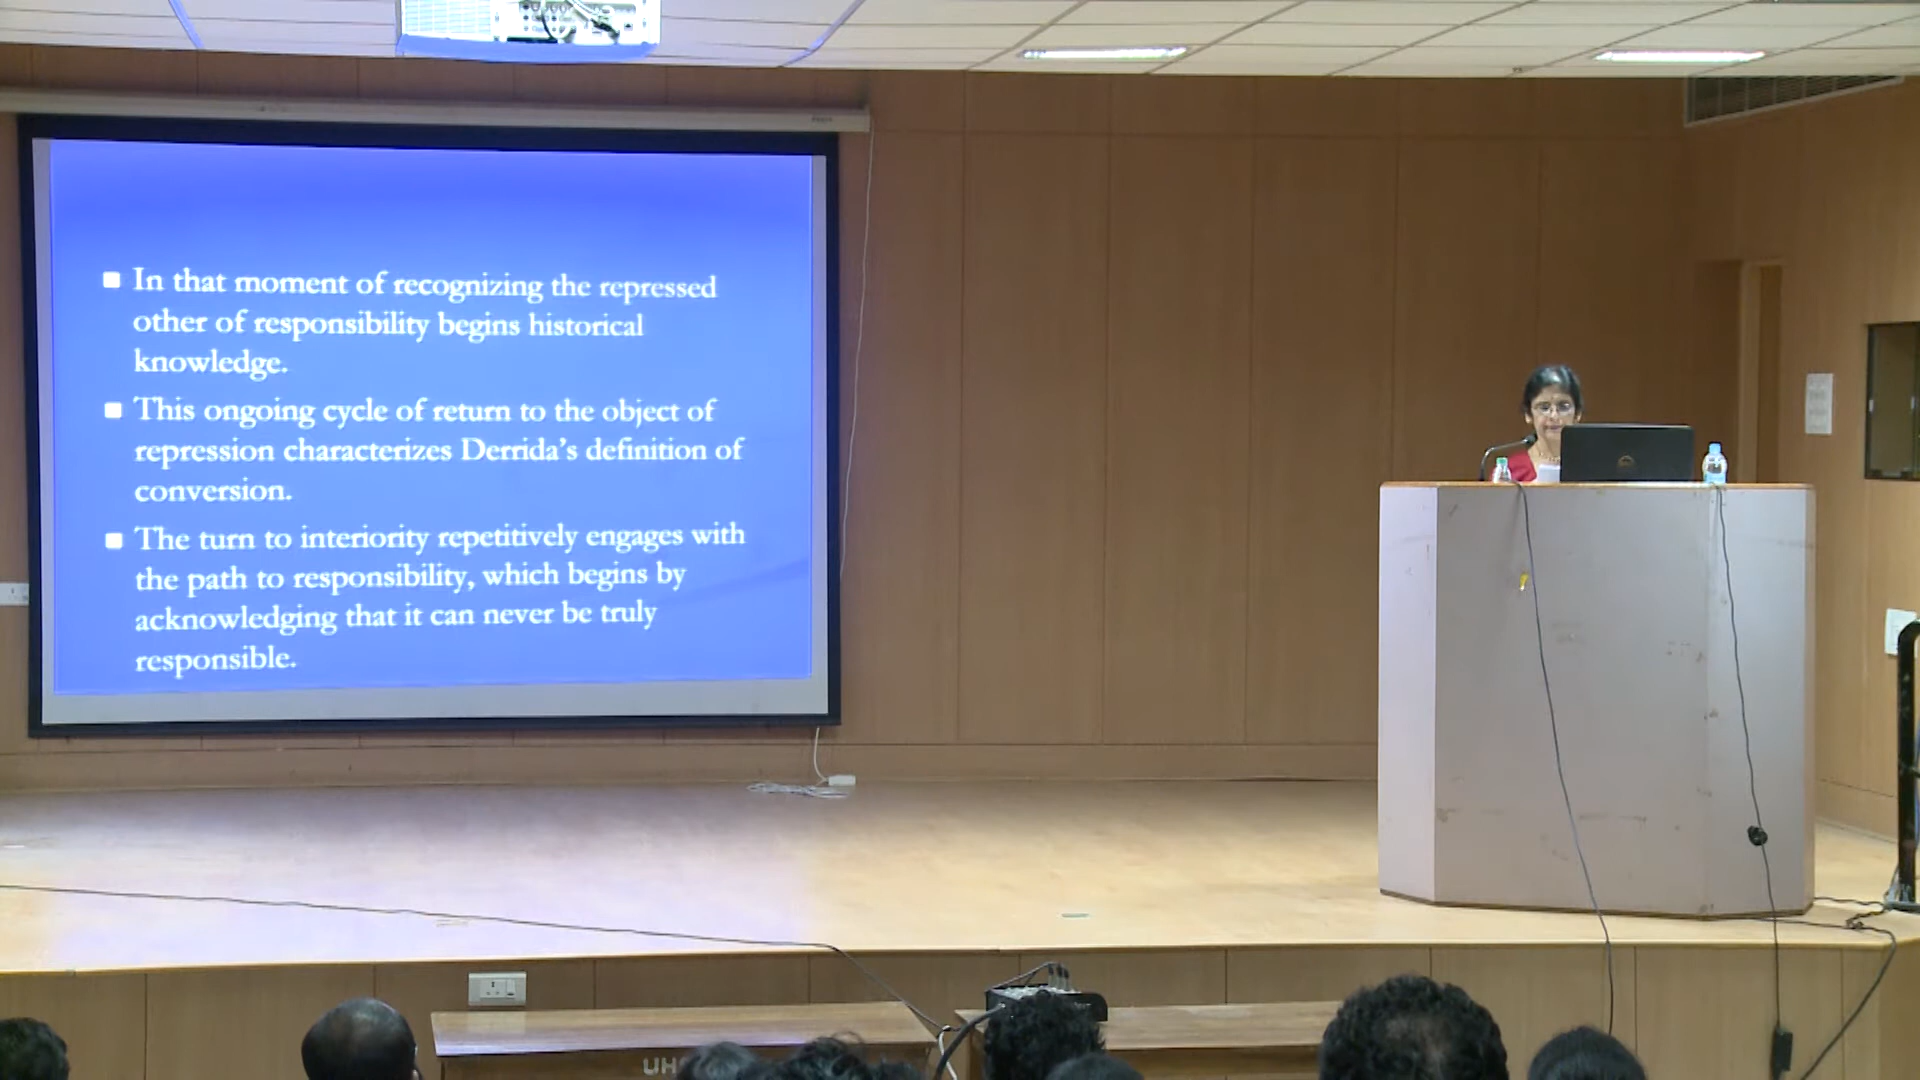 ■ In that moment of recognizing the repressed
other of responsibility begins historical
knowledge.
■ This ongoing cycle of return to the object of
repression characterizes Derrida's definition of
conversion.
■ The turn to interiority repetitively engages with
the path to responsibility, which begins by
acknowledging that it can never be truly
responsible.
UH